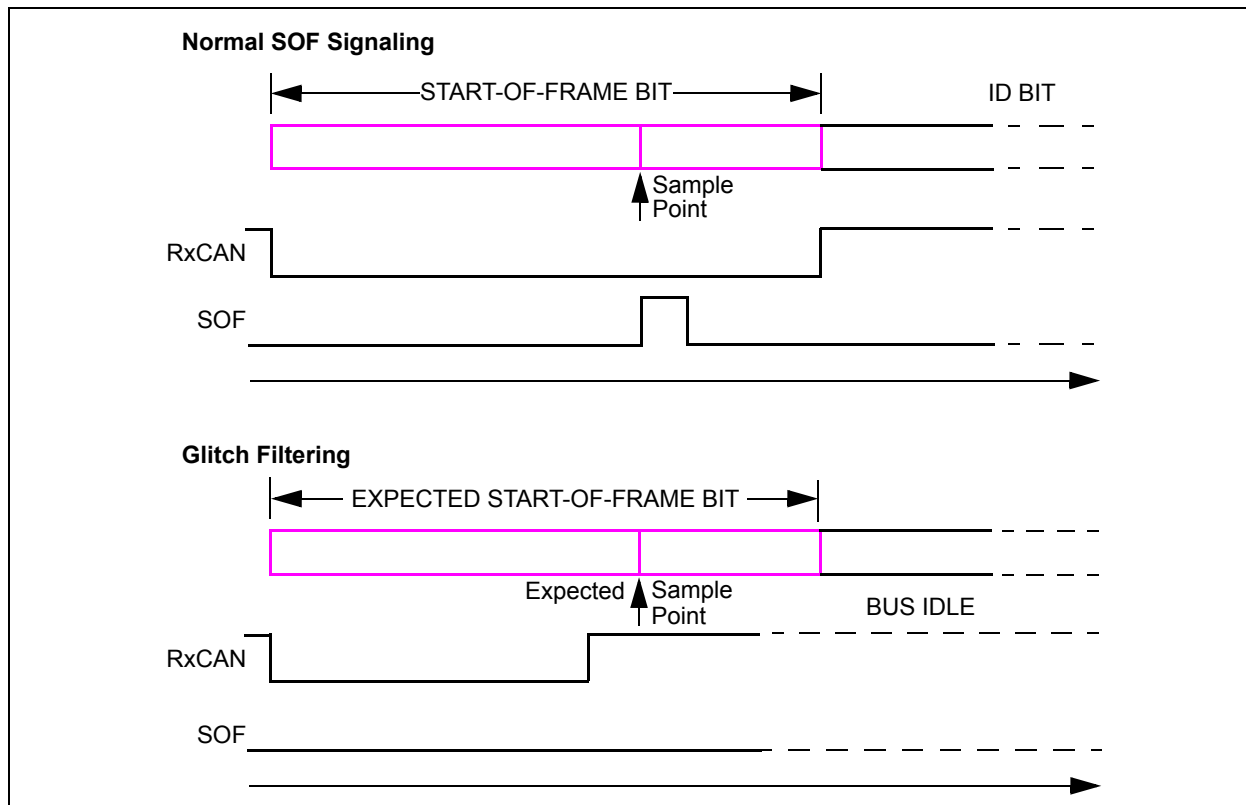 Normal SOF Signaling
START-OF-FRAME BIT
ID BIT
Sample
Point
RxCAN
SOF
Glitch Filtering
EXPECTED START-OF-FRAME BIT
Expected Sample
Point
BUS IDLE
RxCAN
SOF